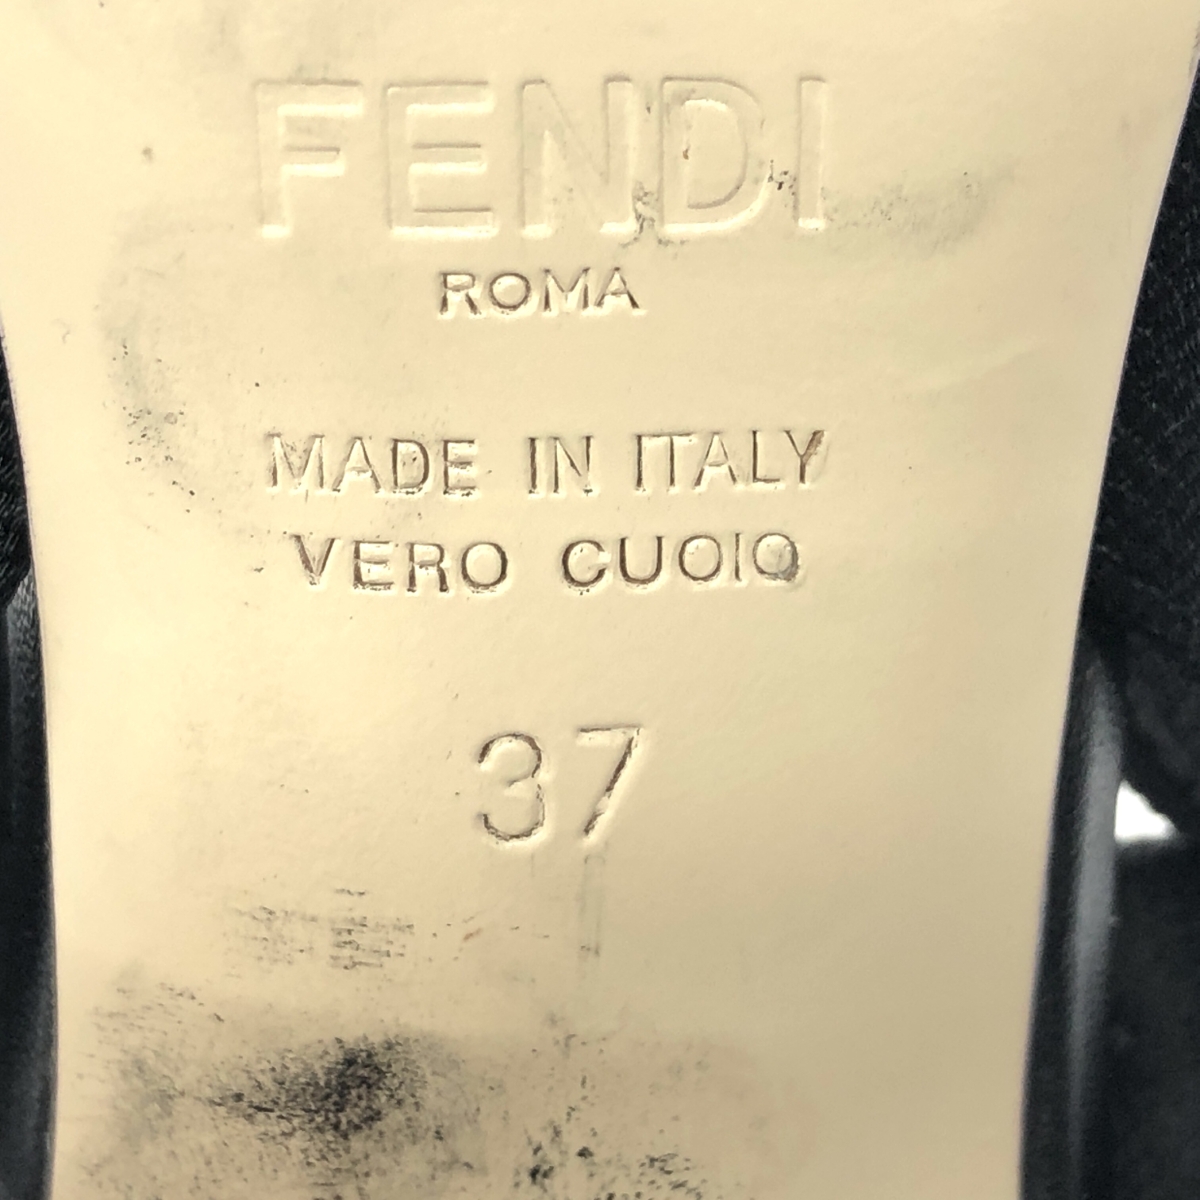 FENDI
ROMA
MADE IN ITALY
VERO CUOIO
37